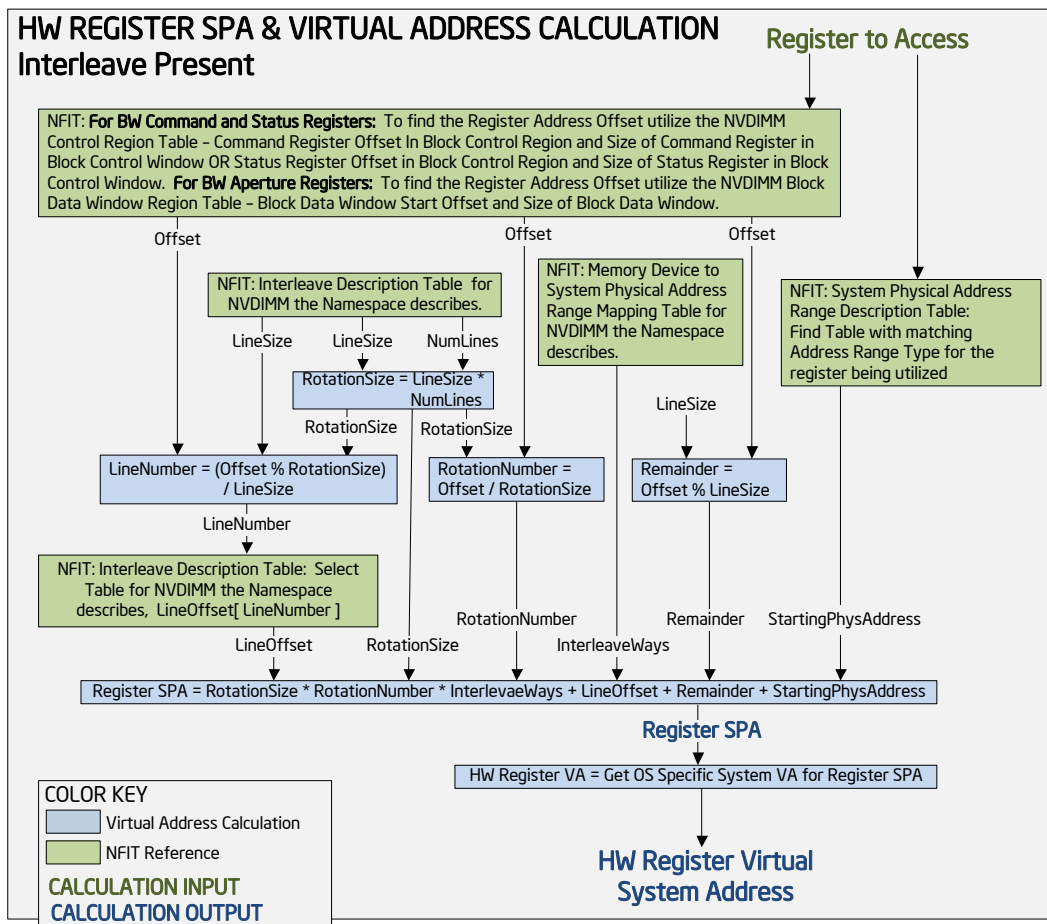 HW REGISTER SPA & VIRTUAL ADDRESS CALCULATION
Interleave Present
Register to Access
NFIT: For BW Command and Status Registers: To find the Register Address Offset utilize the NVDIMM
Control Region Table – Command Register Offset In Block Control Region and Size of Command Register in
Block Control Window OR Status Register Offset in Block Control Region and Size of Status Register in Block
Control Window. For BW Aperture Registers: To find the Register Address Offset utilize the NVDIMM Block
Data Window Region Table – Block Data Window Start Offset and Size of Block Data Window.
Offset
Offset
Offset
NFIT: Interleave Description Table for
NVDIMM the Namespace describes.
NFIT: Memory Device to
System Physical Address
Range Mapping Table for
NVDIMM the Namespace
describes.
NFIT: System Physical Address
Range Description Table:
Find Table with matching
Address Range Type for the
register being utilized
LineSize
LineSize
NumLines
RotationSize = LineSize *
NumLines
LineSize
RotationSize
RotationSize
LineNumber = (Offset % RotationSize)
/ LineSize
RotationNumber =
Offset / RotationSize
Remainder =
Offset % LineSize
LineNumber
NFIT: Interleave Description Table: Select
Table for NVDIMM the Namespace
describes, LineOffset[ LineNumber ]
RotationNumber
Remainder
StartingPhysAddress
LineOffset
RotationSize
InterleaveWays
Register SPA = RotationSize * RotationNumber * InterlevaeWays + LineOffset + Remainder + StartingPhysAddress
Register SPA
HW Register VA = Get OS Specific System VA for Register SPA
HW Register Virtual
System Address
COLOR KEY
Virtual Address Calculation
NFIT Reference
CALCULATION INPUT
CALCULATION OUTPUT